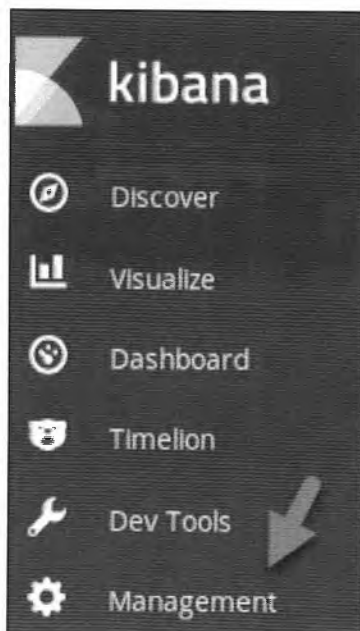 kibana
Discover
Visualize
Dashboard
Timelion
Dev Tools
Management